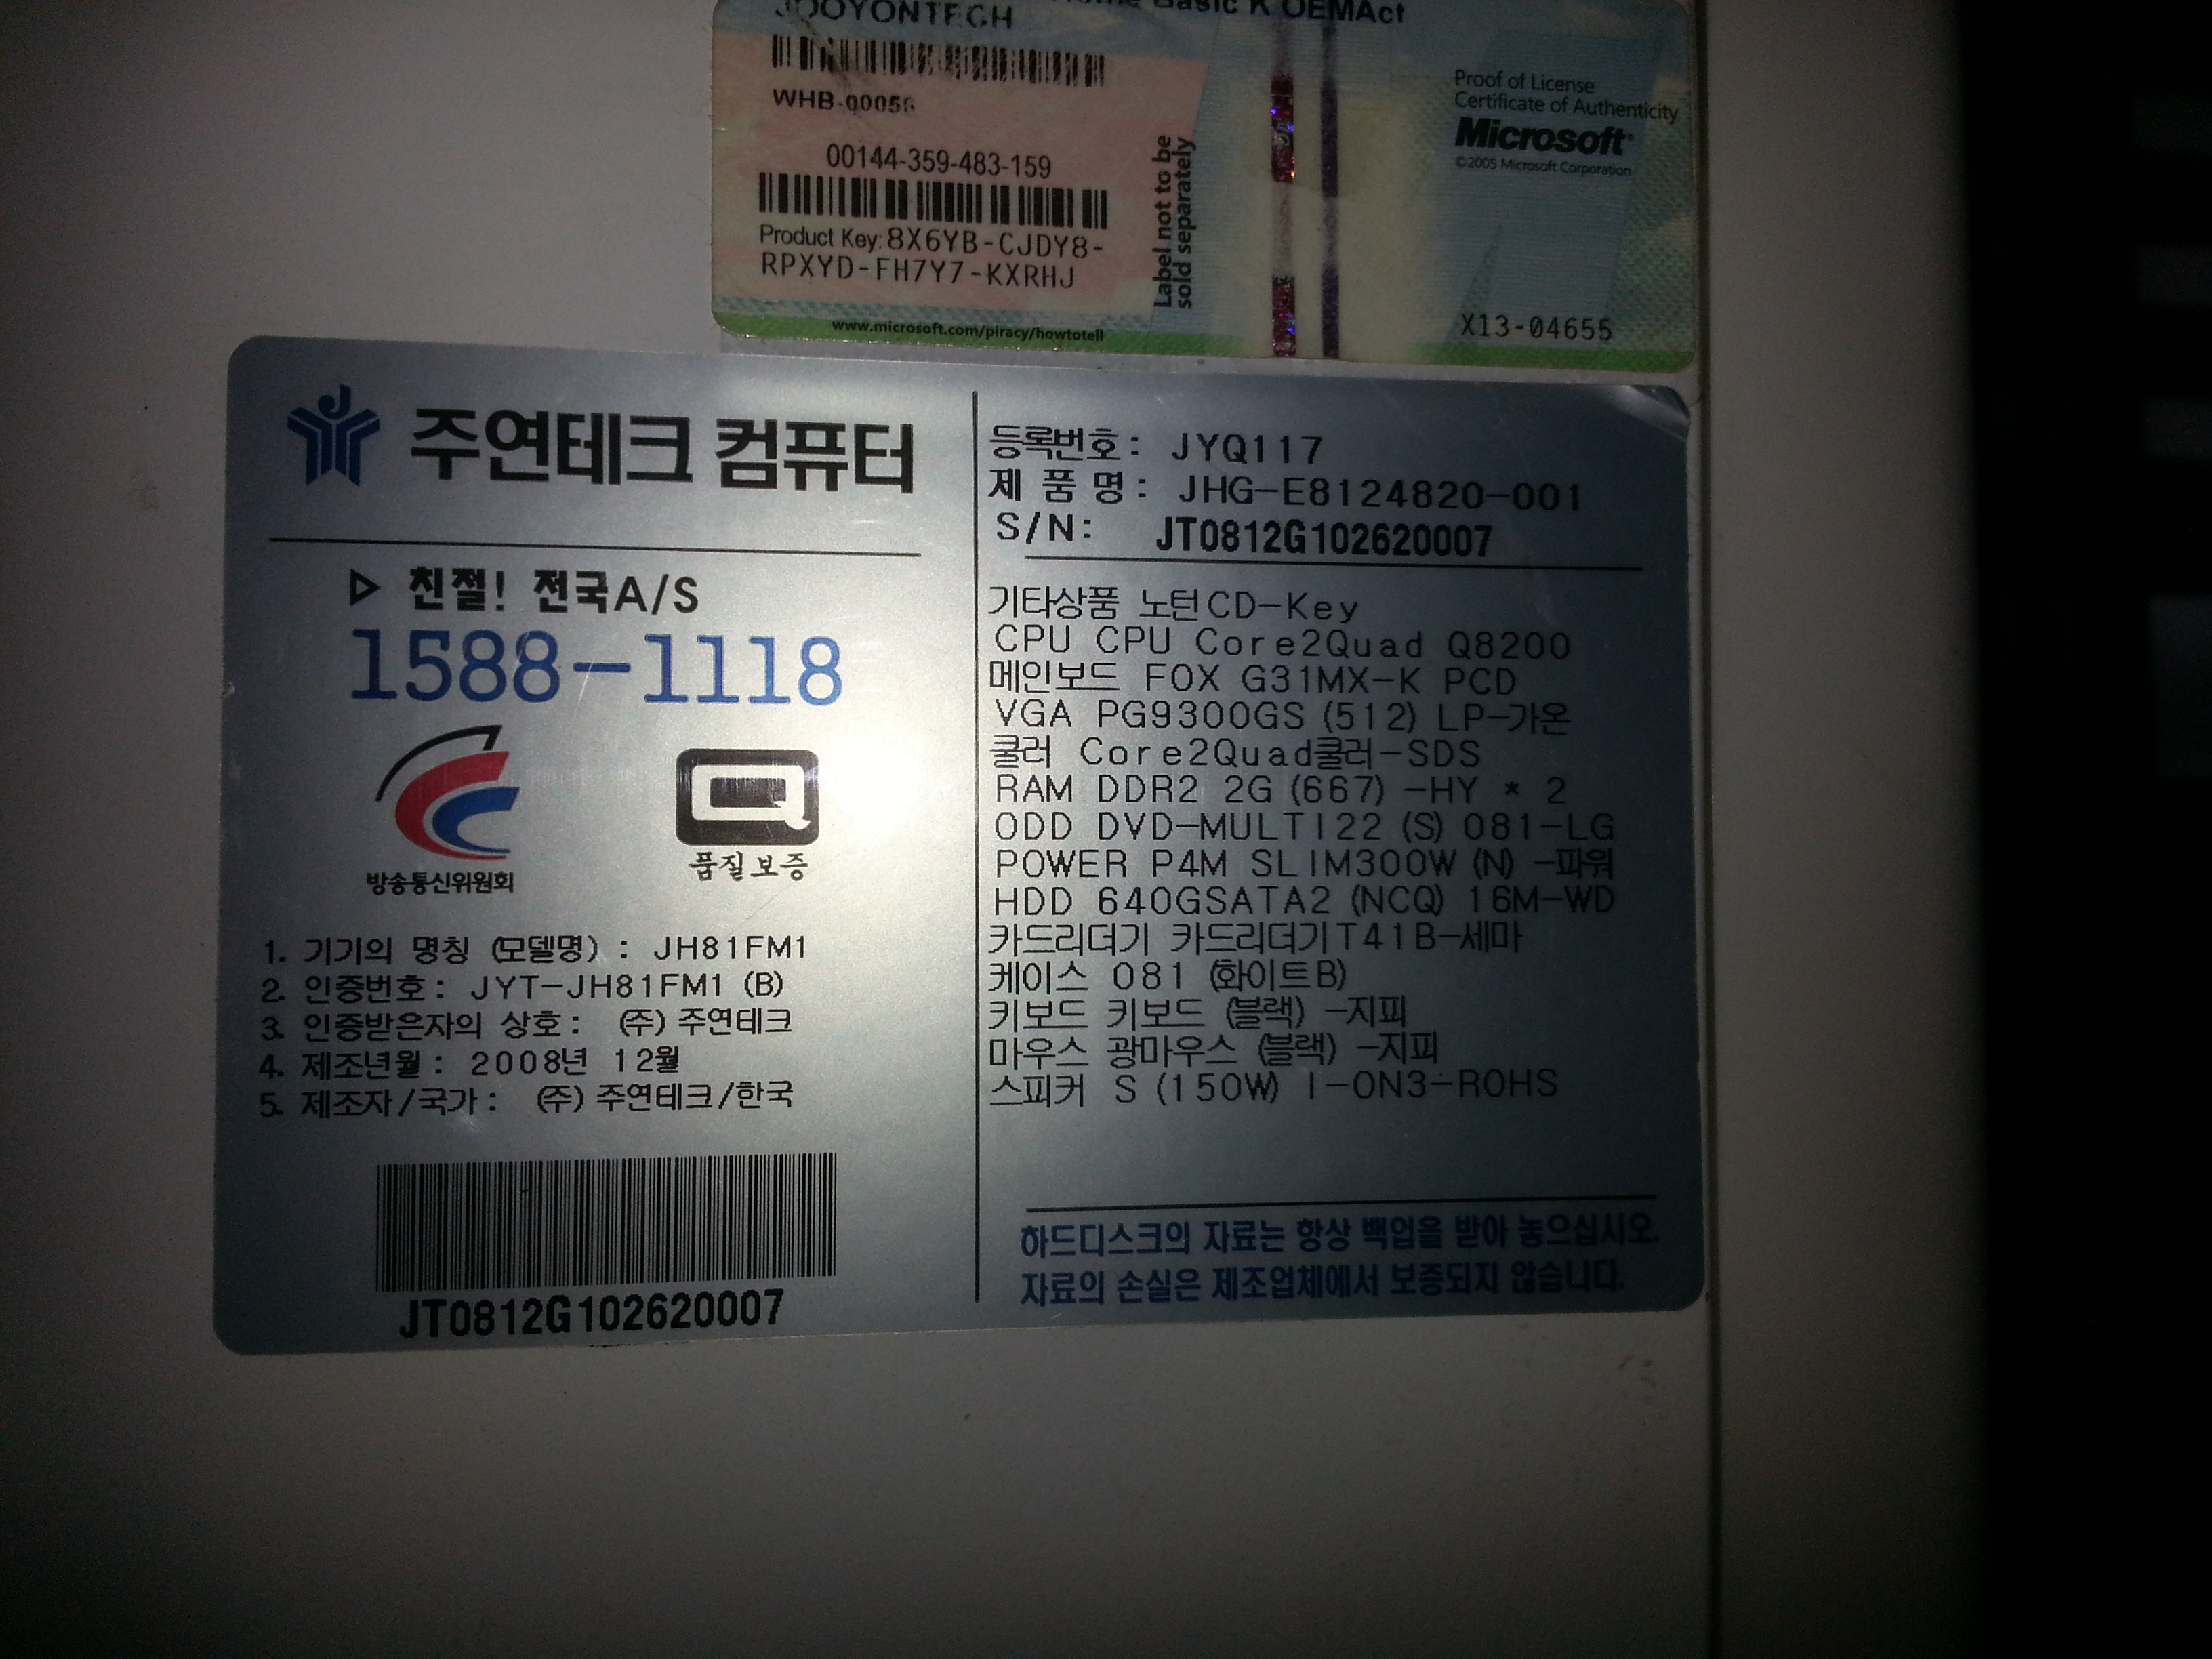 Basic K OEMAct
JOOYONTECH
WHB-00056
00144-359-483-159
Product Key: 8X6YB-CJDY8-
RPXYD-FH7Y7-KXRHJ
www.microsoft.com/piracy/howtotell
Label not to be
sold separately
Proof of License
Certificate of Authenticity
Microsoft®
©2005 Microsoft Corporation
X13-04655
주연테크 컴퓨터
▷ 친절! 전국A/S
1588-1118
방송통신위원회
품질보증
1. 기기의 명칭 (모델명) : JH81FM1
2. 인증번호 : JYT-JH81FM1 (B)
3. 인증받은자의 상호 : (주) 주연테크
4. 제조년월 : 2008년 12월
5. 제조자/국가 : (주) 주연테크/한국
JT0812G102620007
등록번호 : JYQ117
제 품 명 : JHG-E8124820-001
S/N: JT0812G102620007
기타상품 노턴CD-Key
CPU CPU Core2Quad Q8200
메인보드 FOX G31MX-K PCD
VGA PG9300GS (512) LP-가온
쿨러 Core2Quad쿨러-SDS
RAM DDR2 2G (667) -HY * 2
ODD DVD-MULTI22 (S) 081-LG
POWER P4M SLIM300W (N) -파워
HDD 640GSATA2 (NCQ) 16M-WD
카드리더기 카드리더기T41B-세마
케이스 081 (화이트B)
키보드 키보드 (블랙) -지피
마우스 광마우스 (블랙) -지피
스피커 S (150W) I-ON3-ROHS
하드디스크의 자료는 항상 백업을 받아 놓으십시오.
자료의 손실은 제조업체에서 보증되지 않습니다.